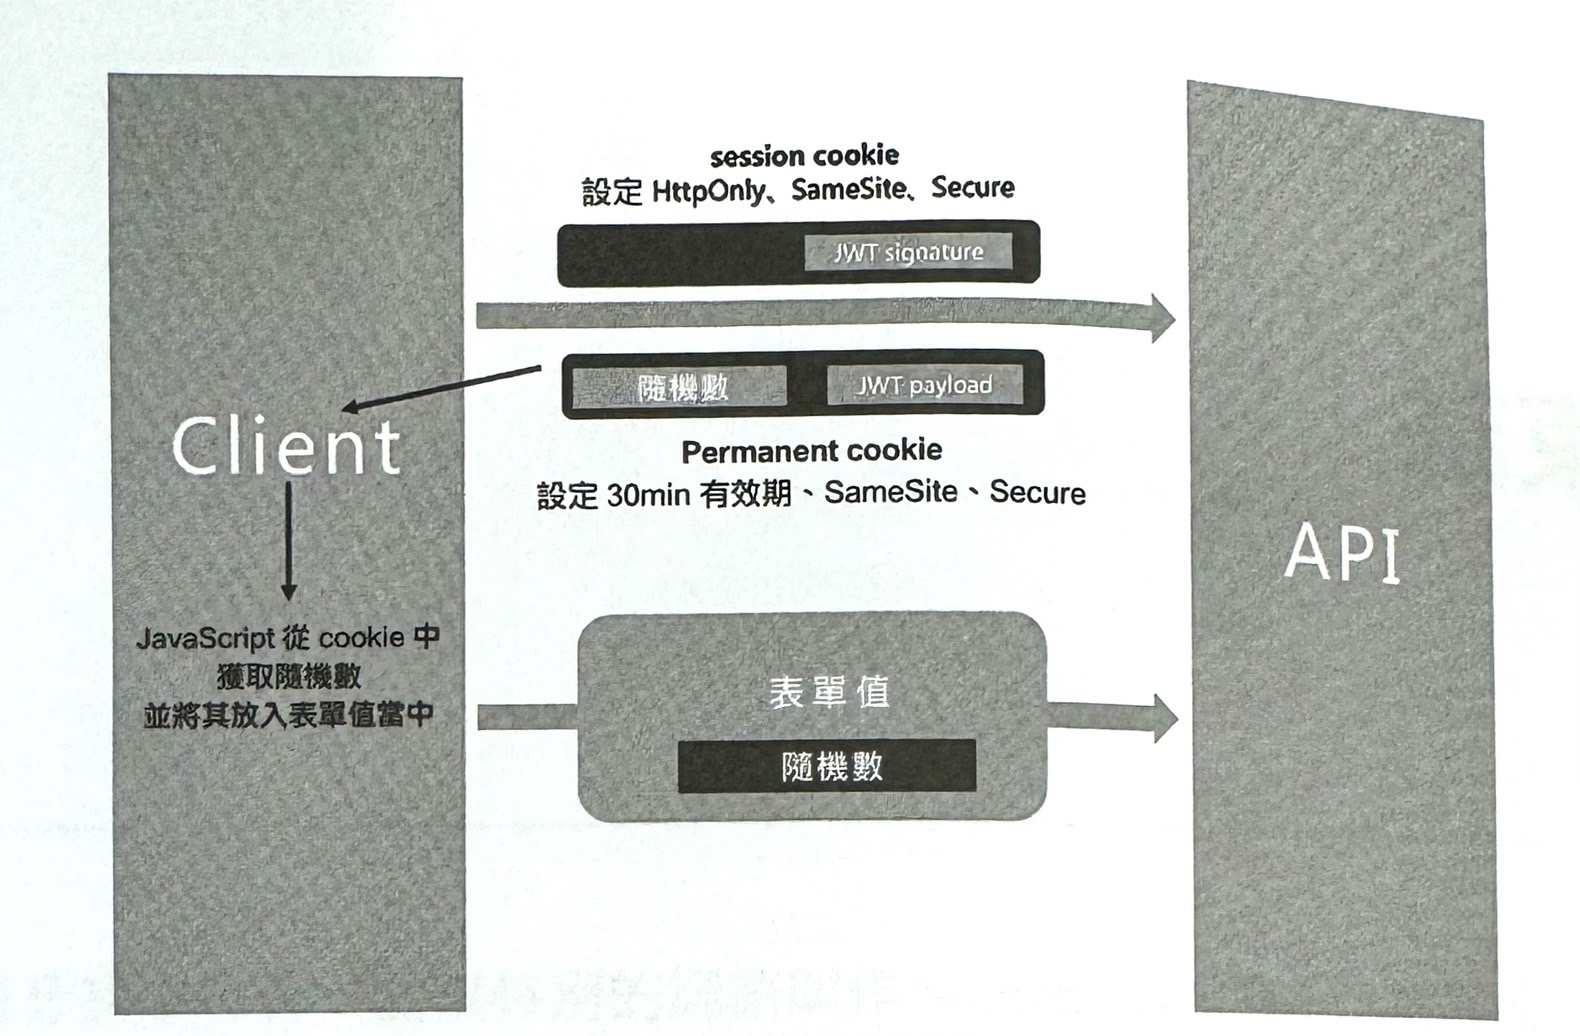 session cookie
設定 HttpOnly、SameSite、Secure
JWT signature
隨機數
JWT payload
Client
Permanent cookie
設定 30min 有效期、SameSite、Secure
API
JavaScript 從 cookie 中
獲取隨機數
並將其放入表單值當中
表單值
隨機數